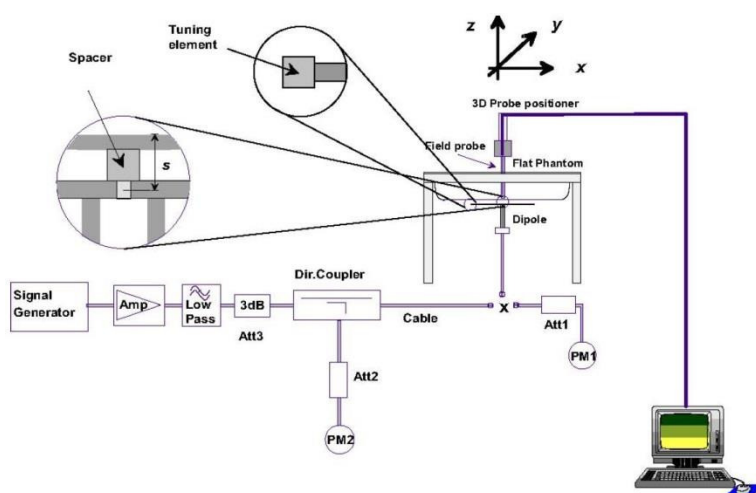 Tuning
element
Spacer
s
z
y
x
3D Probe positioner
Field probe
Flat Phantom
Dipole
Dir.Coupler
Signal
Generator
Amp
Low
Pass
3dB
Att3
Cable
x
Att1
PM1
Att2
PM2